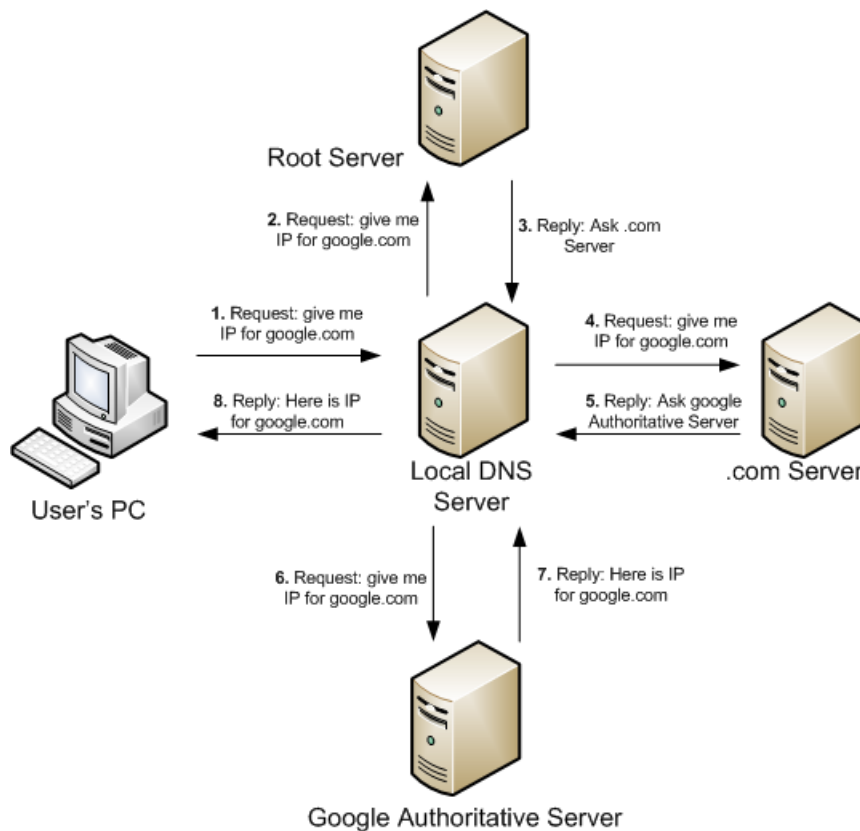 Root Server
2. Request: give me
IP for google.com
3. Reply: Ask .com
Server
1. Request: give me
IP for google.com
4. Request: give me
IP for google.com
8. Reply: Here is IP
for google.com
5. Reply: Ask google
Authoritative Server
User's PC
Local DNS
Server
.com Server
6. Request: give me
IP for google.com
7. Reply: Here is IP
for google.com
Google Authoritative Server